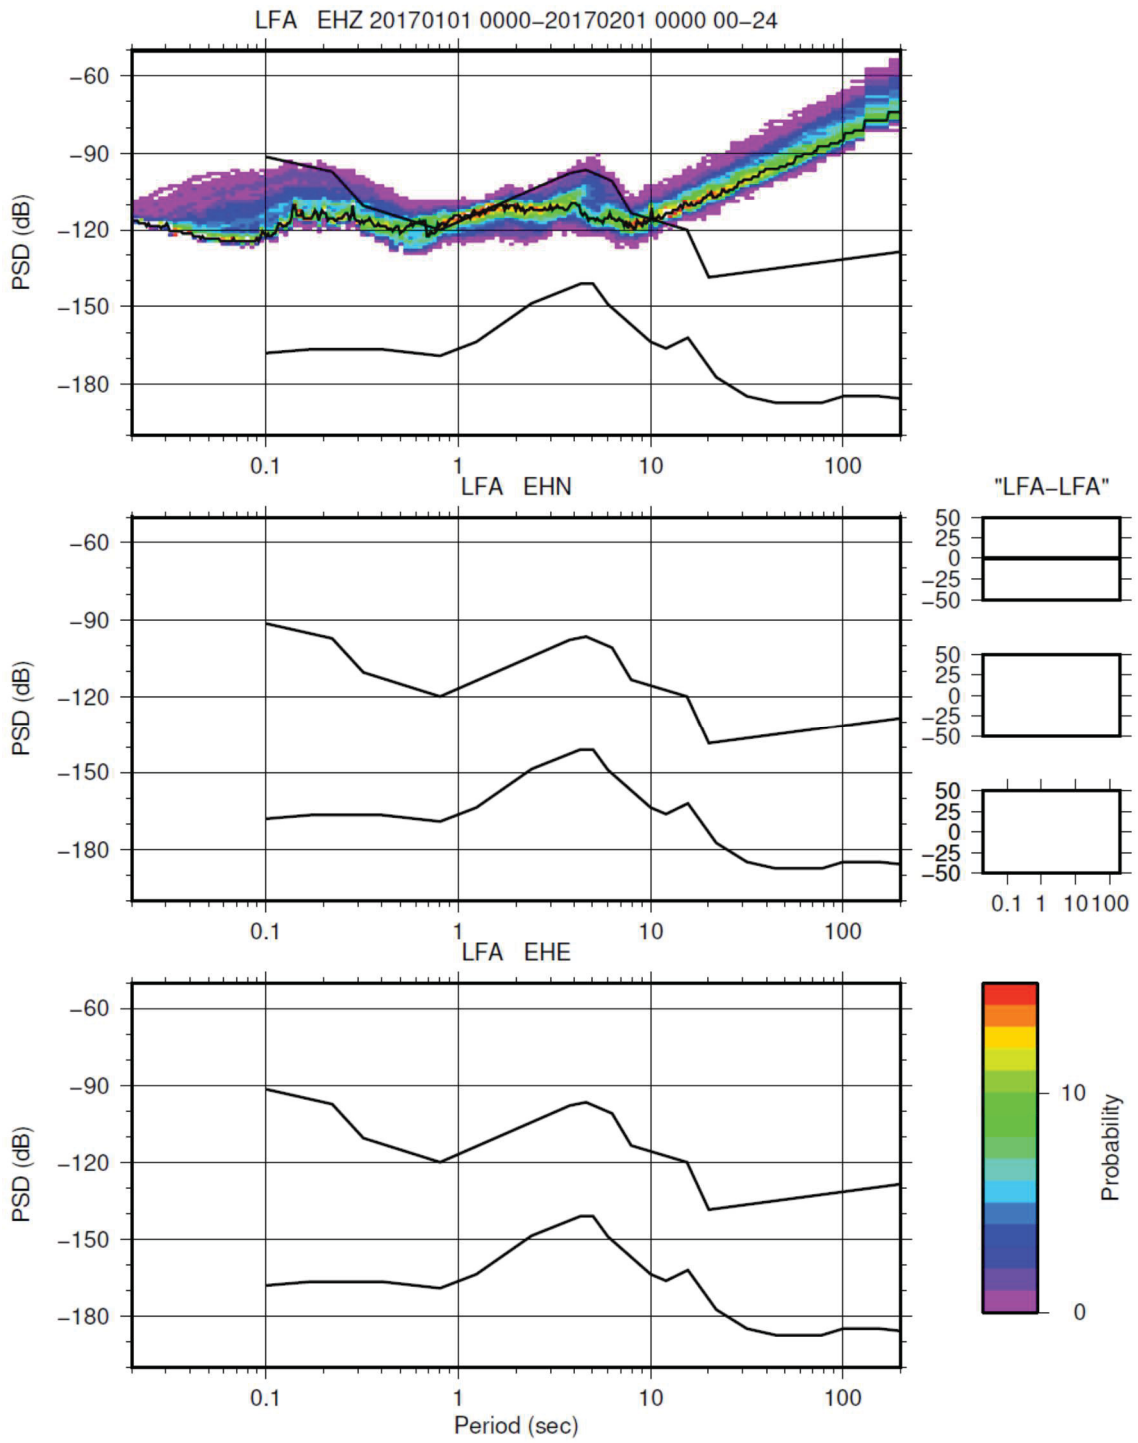 LFA EHZ 20170101 0000−20170201 0000 00−24
−60
−90
−120
−150
−180
PSD (dB)
0.1 1 10 100
LFA EHN
−60
−90
−120
−150
−180
PSD (dB)
0.1 1 10 100
"LFA−LFA"
50
25
0
−25
−50
50
25
0
−25
−50
50
25
0
−25
−50
0.1 1 10 100
LFA EHE
−60
−90
−120
−150
−180
PSD (dB)
0.1 1 10 100
Period (sec)
10
0
Probability